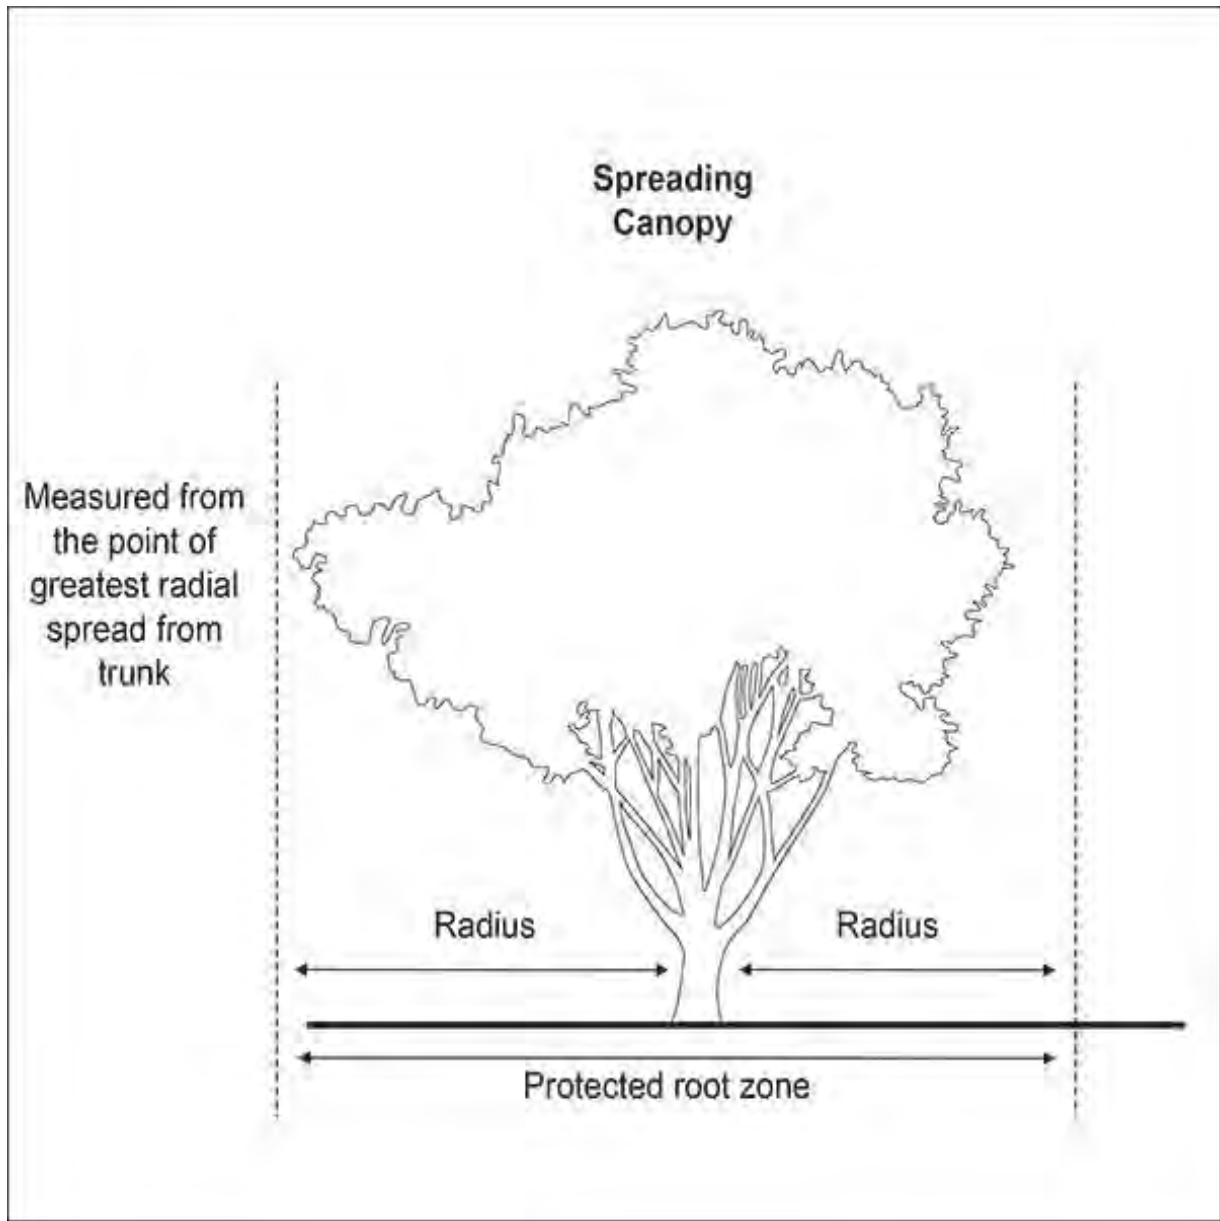 Spreading
Canopy
Measured from
the point of
greatest radial
spread from
trunk
Radius
Radius
Protected root zone